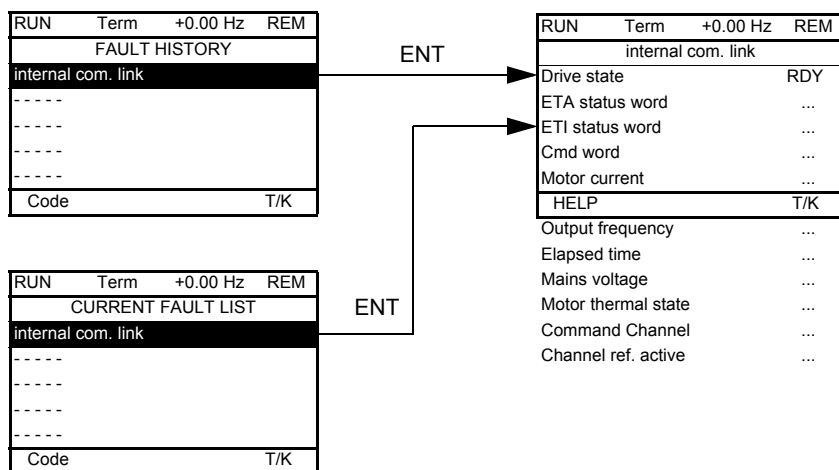 RUN Term +0.00 Hz REM
FAULT HISTORY
internal com. link
- - - - -
- - - - -
- - - - -
- - - - -
Code T/K
ENT
RUN Term +0.00 Hz REM
CURRENT FAULT LIST
internal com. link
- - - - -
- - - - -
- - - - -
- - - - -
Code T/K
ENT
RUN Term +0.00 Hz REM
internal com. link
Drive state RDY
ETA status word ...
ETI status word ...
Cmd word ...
Motor current ...
HELP T/K
Output frequency ...
Elapsed time ...
Mains voltage ...
Motor thermal state ...
Command Channel ...
Channel ref. active ...